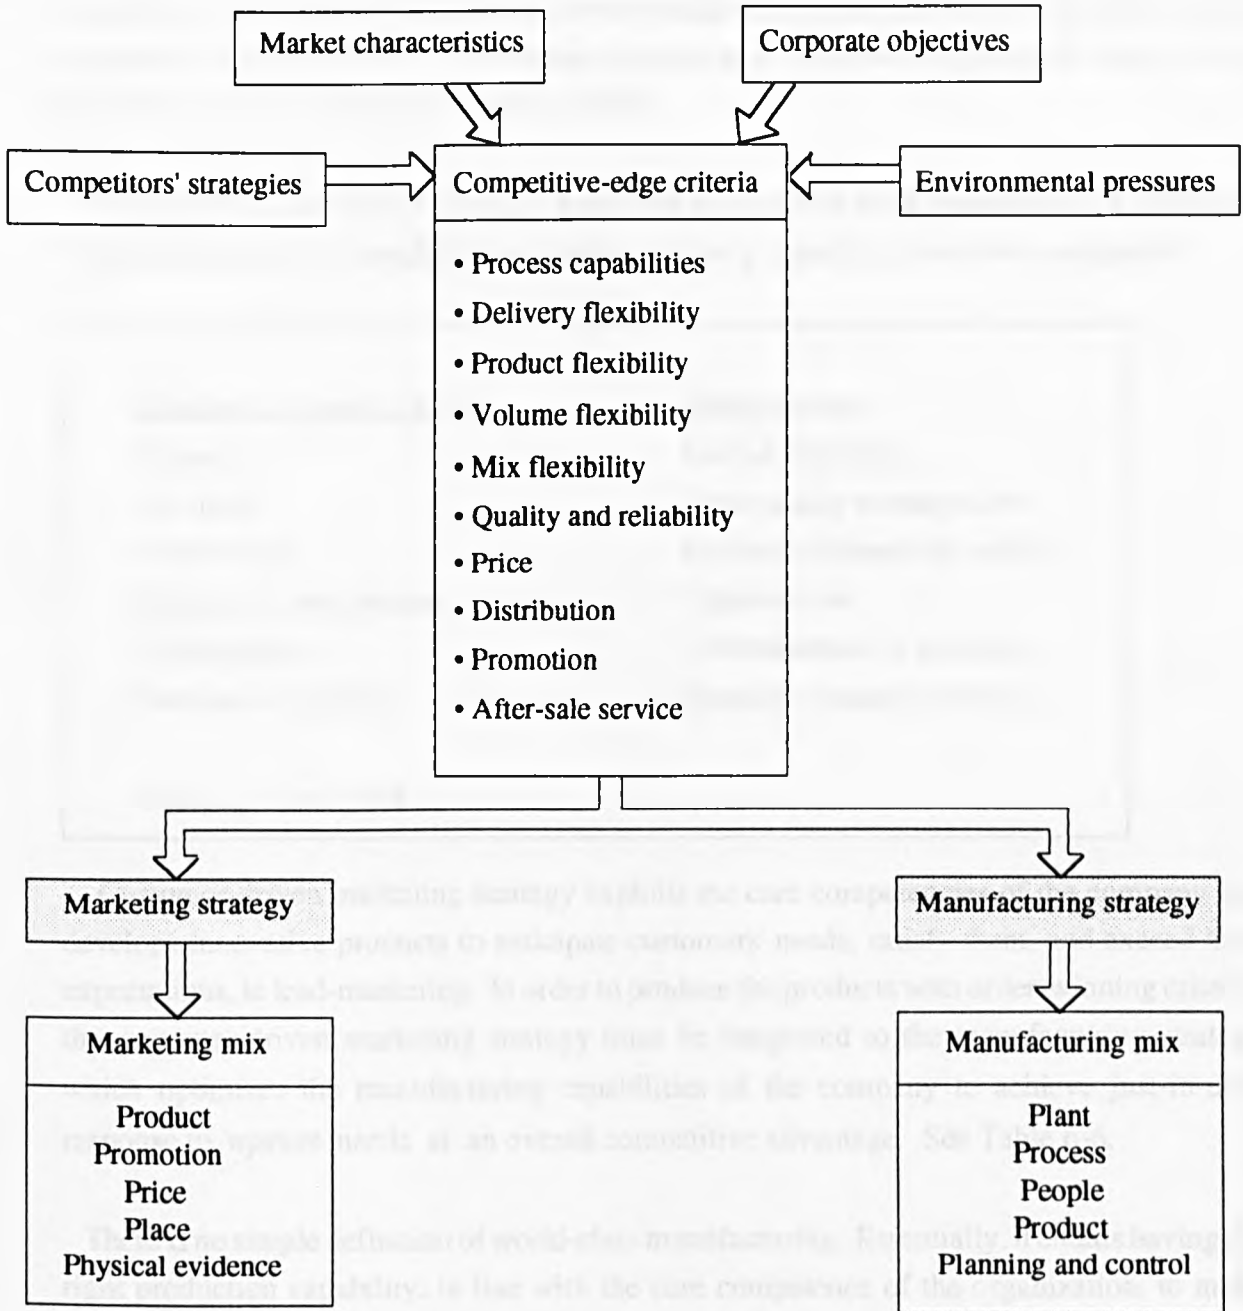 Market characteristics
Corporate objectives
Competitors' strategies
Competitive-edge criteria
Environmental pressures
• Process capabilities
• Delivery flexibility
• Product flexibility
• Volume flexibility
• Mix flexibility
• Quality and reliability
• Price
• Distribution
• Promotion
• After-sale service
Marketing strategy
Manufacturing strategy
Marketing mix
Product
Promotion
Price
Place
Physical evidence
Manufacturing mix
Plant
Process
People
Product
Planning and control